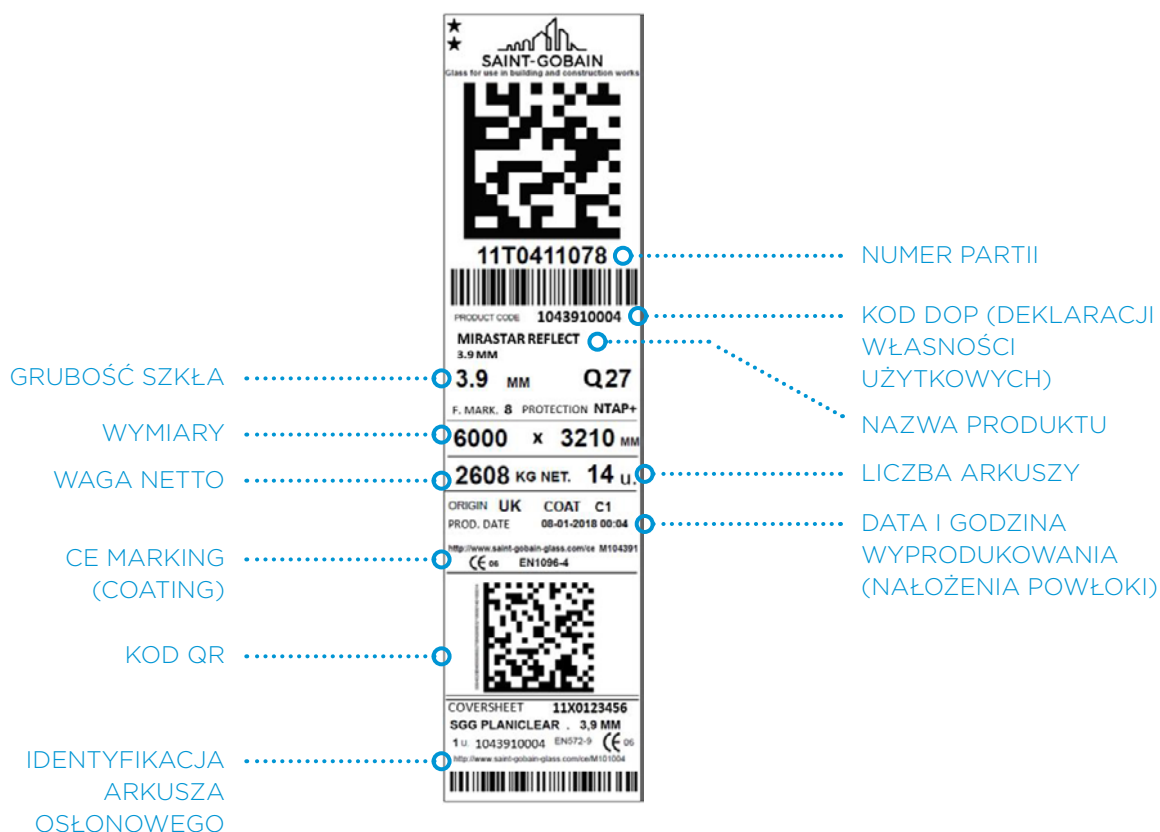 ★
★
SAINT-GOBAIN
Glass for use in building and construction works
11T0411078
NUMER PARTII
PRODUCT CODE 1043910004
KOD DOP (DEKLARACJI
WŁASNOŚCI
UŻYTKOWYCH)
MIRASTAR REFLECT
3.9 MM
NAZWA PRODUKTU
GRUBOŚĆ SZKŁA
3.9 MM Q27
F. MARK. 8 PROTECTION NTAP+
WYMIARY
6000 x 3210 MM
WAGA NETTO
2608 KG NET. 14 u.
LICZBA ARKUSZY
ORIGIN UK COAT C1
PROD. DATE 08-01-2018 00:04
DATA I GODZINA
WYPRODUKOWANIA
(NAŁOŻENIA POWŁOKI)
CE MARKING
(COATING)
http://www.saint-gobain-glass.com/ce M104391
CE 06 EN1096-4
KOD QR
COVERSHEET 11X0123456
SGG PLANICLEAR . 3,9 MM
1 u. 1043910004 EN572-9 CE 06
http://www.saint-gobain-glass.com/ce/M101004
IDENTYFIKACJA
ARKUSZA
OSŁONOWEGO